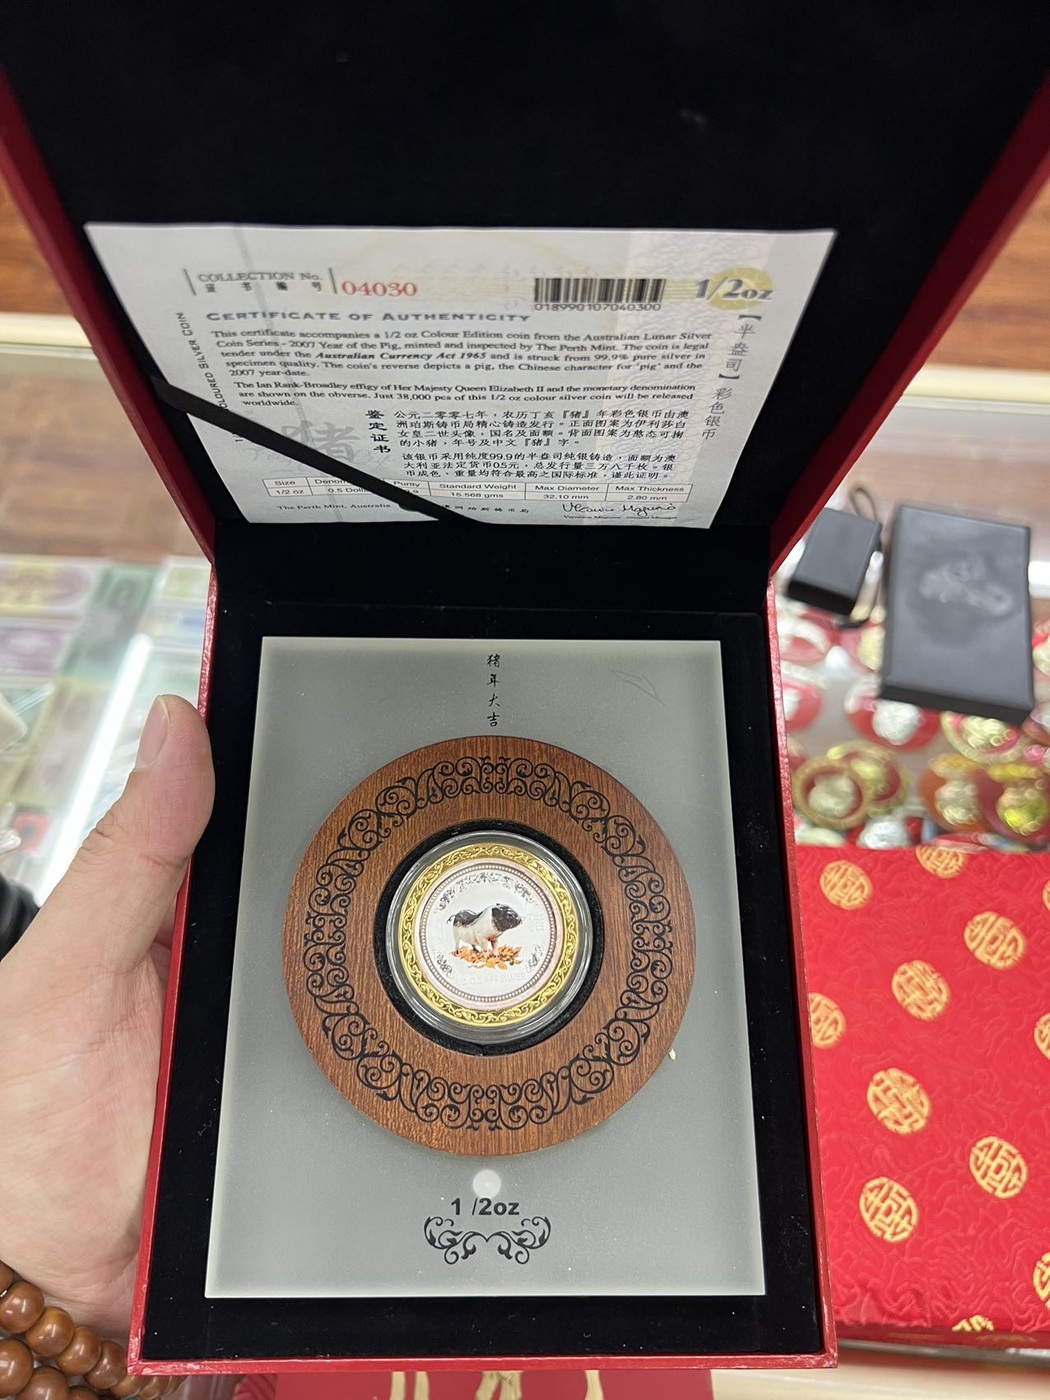 COLLECTION No.
证书编号
04030
018990107040300
1/2oz
【半盎司】彩色银币
COLOURED SILVER COIN
CERTIFICATE OF AUTHENTICITY
This certificate accompanies a 1/2 oz Colour Edition coin from the Australian Lunar Silver
Coin Series - 2007 Year of the Pig, minted and inspected by The Perth Mint. The coin is legal
tender under the Australian Currency Act 1965 and is struck from 99.9% pure silver in
specimen quality. The coin's reverse depicts a pig, the Chinese character for 'pig' and the
2007 year-date.
The Ian Rank-Broadley effigy of Her Majesty Queen Elizabeth II and the monetary denomination
are shown on the obverse. Just 38,000 pcs of this 1/2 oz colour silver coin will be released
worldwide.
猪
鉴定证书
公元二零零七年，农历丁亥『猪』年彩色银币由澳
洲珀斯铸币局精心铸造发行。正面图案为伊利莎白
女皇二世头像，国名及面额。背面图案为憨态可掬
的小猪，年号及中文『猪』字。
该银币采用纯度99.9的半盎司纯银铸造，面额为澳
大利亚法定货币0.5元，总发行量三万八千枚。银
币成色、重量均符合最高之国际标准，谨此证明。
Size Purity Standard Weight Max Diameter Max Thickness
1/2 oz 0.5 15.568 gms 32.10 mm 2.80 mm
The Perth Mint, Australia 洲珀斯铸币局
猪年大吉
1/2oz